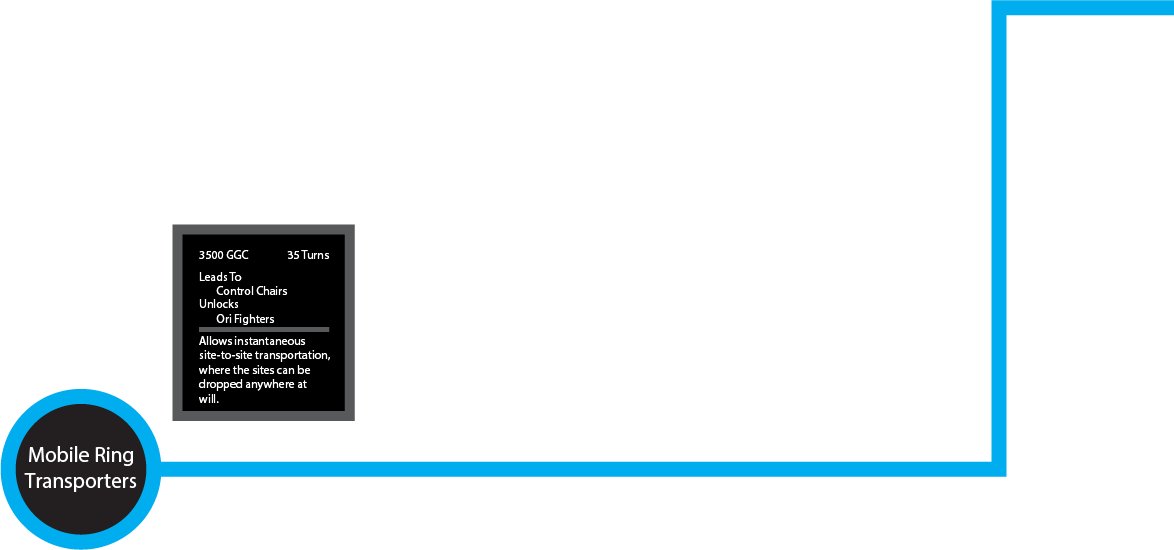 3500 GGC 35 Turns
Leads To
Control Chairs
Unlocks
Ori Fighters
Allows instantaneous
site-to-site transportation,
where the sites can be
dropped anywhere at
will.
Mobile Ring
Transporters